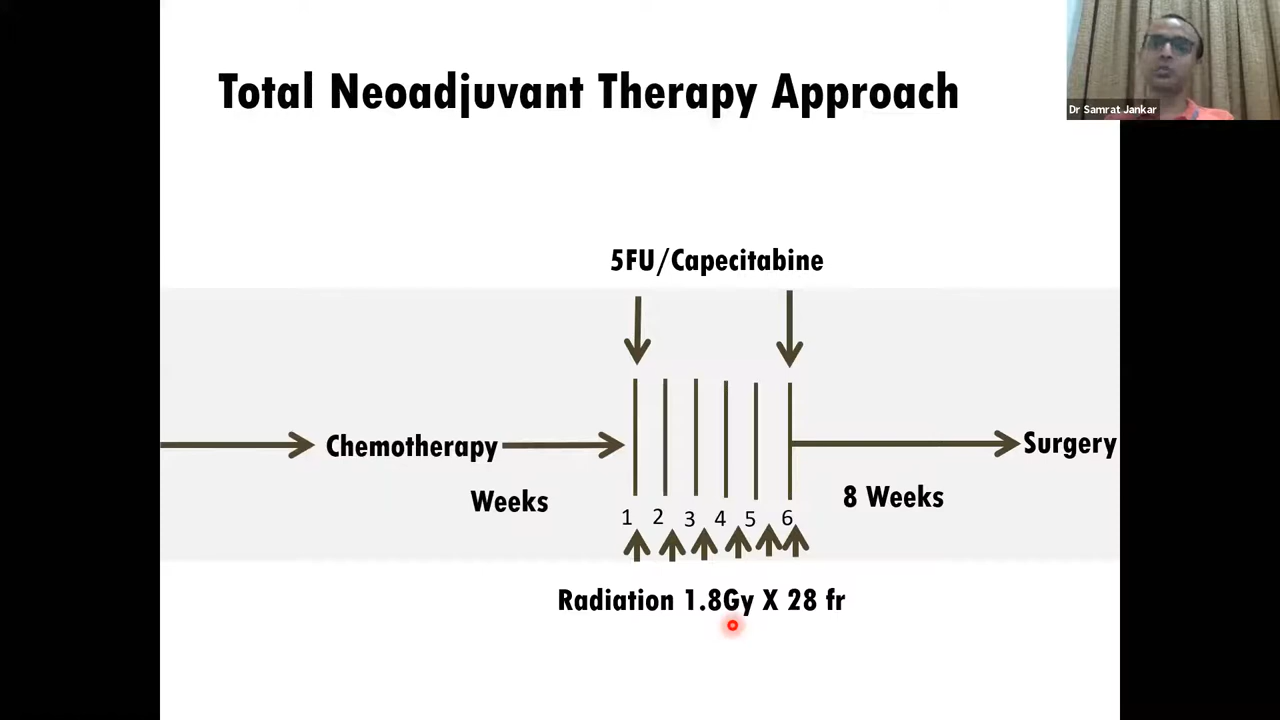 Total Neoadjuvant Therapy Approach
Dr Samrat Jankar
5FU/Capecitabine
Chemotherapy
Surgery
Weeks
8 Weeks
1 2 3 4 5 6
Radiation 1.8Gy X 28 fr